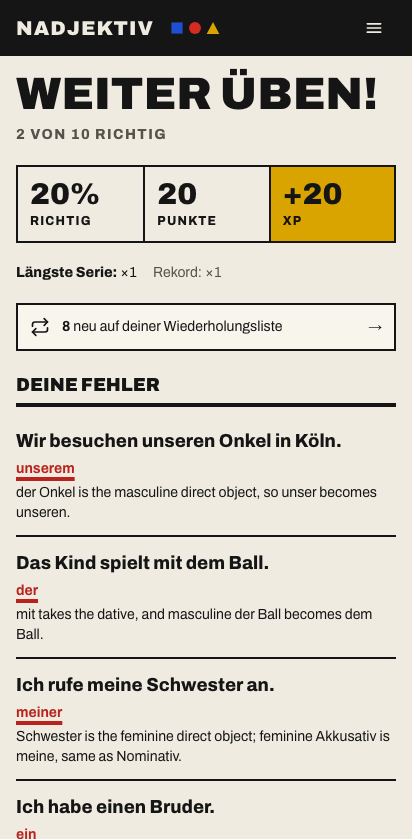 NADJEKTIV
WEITER ÜBEN!
2 VON 10 RICHTIG
20%
RICHTIG
20
PUNKTE
+20
XP
Längste Serie: ×1 Rekord: ×1
8 neu auf deiner Wiederholungsliste →
DEINE FEHLER
Wir besuchen unseren Onkel in Köln.
unserem
der Onkel is the masculine direct object, so unser becomes
unseren.
Das Kind spielt mit dem Ball.
der
mit takes the dative, and masculine der Ball becomes dem
Ball.
Ich rufe meine Schwester an.
meiner
Schwester is the feminine direct object; feminine Akkusativ is
meine, same as Nominativ.
Ich habe einen Bruder.
ein